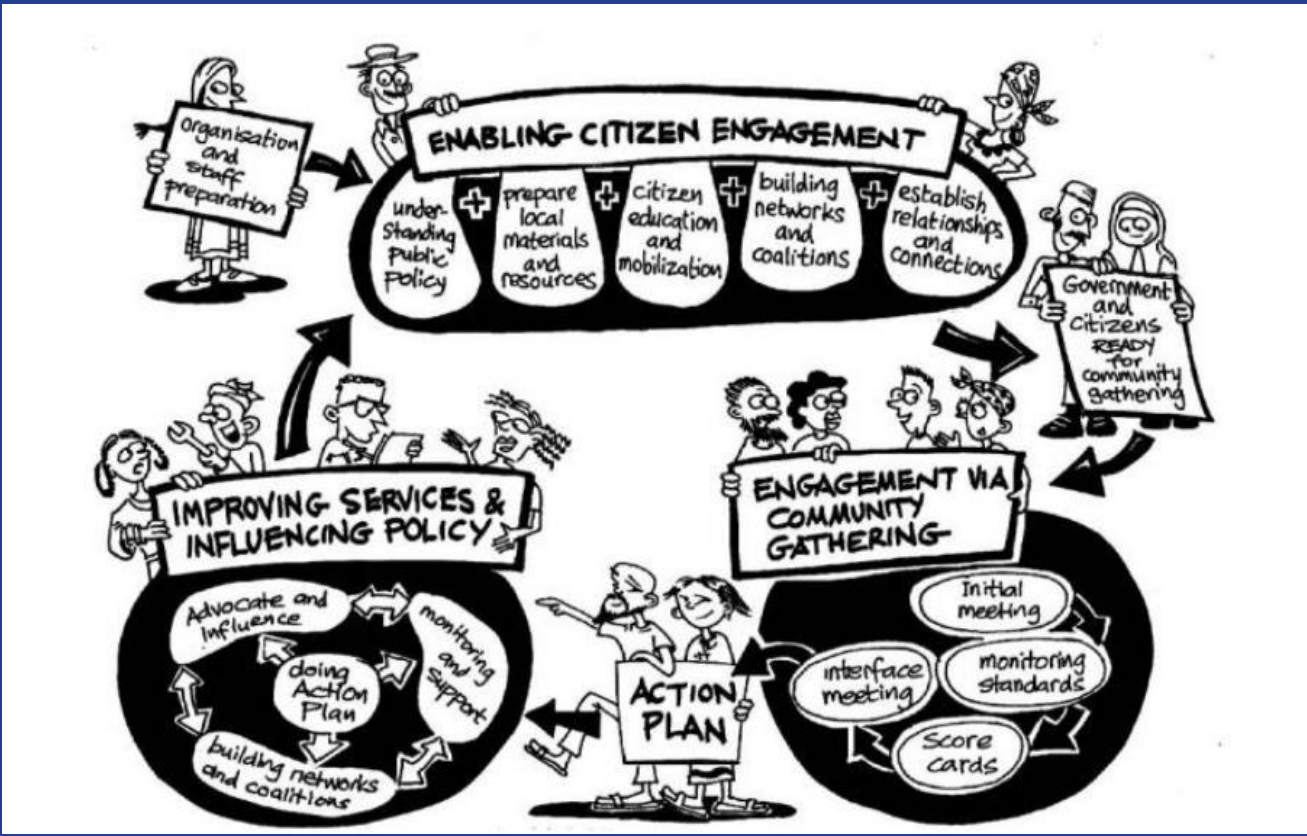 Organisation
and
staff
preparation
ENABLING CITIZEN ENGAGEMENT
under-
standing
public
policy
+
prepare
local
materials
and
resources
+
citizen
education
and
mobilization
+
building
networks
and
coalitions
+
establish
relationships
and
connections
Government
and
citizens
READY
for
community
gathering
ENGAGEMENT VIA
COMMUNITY
GATHERING
Initial
meeting
monitoring
standards
Score
cards
interface
meeting
ACTION
PLAN
IMPROVING SERVICES &
INFLUENCING POLICY
Advocate and
Influence
monitoring
and
support
doing
Action
Plan
building networks
and coalitions